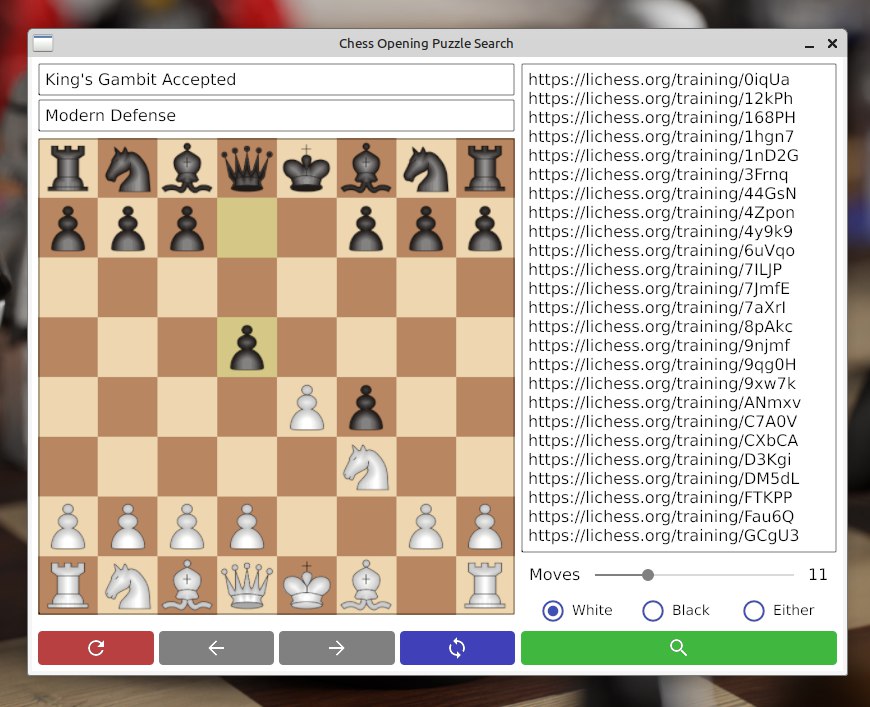 Chess Opening Puzzle Search
King's Gambit Accepted
Modern Defense
https://lichess.org/training/0iqUa
https://lichess.org/training/12kPh
https://lichess.org/training/168PH
https://lichess.org/training/1hgn7
https://lichess.org/training/1nD2G
https://lichess.org/training/3Frnq
https://lichess.org/training/44GsN
https://lichess.org/training/4Zpon
https://lichess.org/training/4y9k9
https://lichess.org/training/6uVqo
https://lichess.org/training/7ILJP
https://lichess.org/training/7JmfE
https://lichess.org/training/7aXrI
https://lichess.org/training/8pAkc
https://lichess.org/training/9njmf
https://lichess.org/training/9qg0H
https://lichess.org/training/9xw7k
https://lichess.org/training/ANmxv
https://lichess.org/training/C7A0V
https://lichess.org/training/CXbCA
https://lichess.org/training/D3Kgi
https://lichess.org/training/DM5dL
https://lichess.org/training/FTKPP
https://lichess.org/training/Fau6Q
https://lichess.org/training/GCgU3
Moves 11
White Black Either